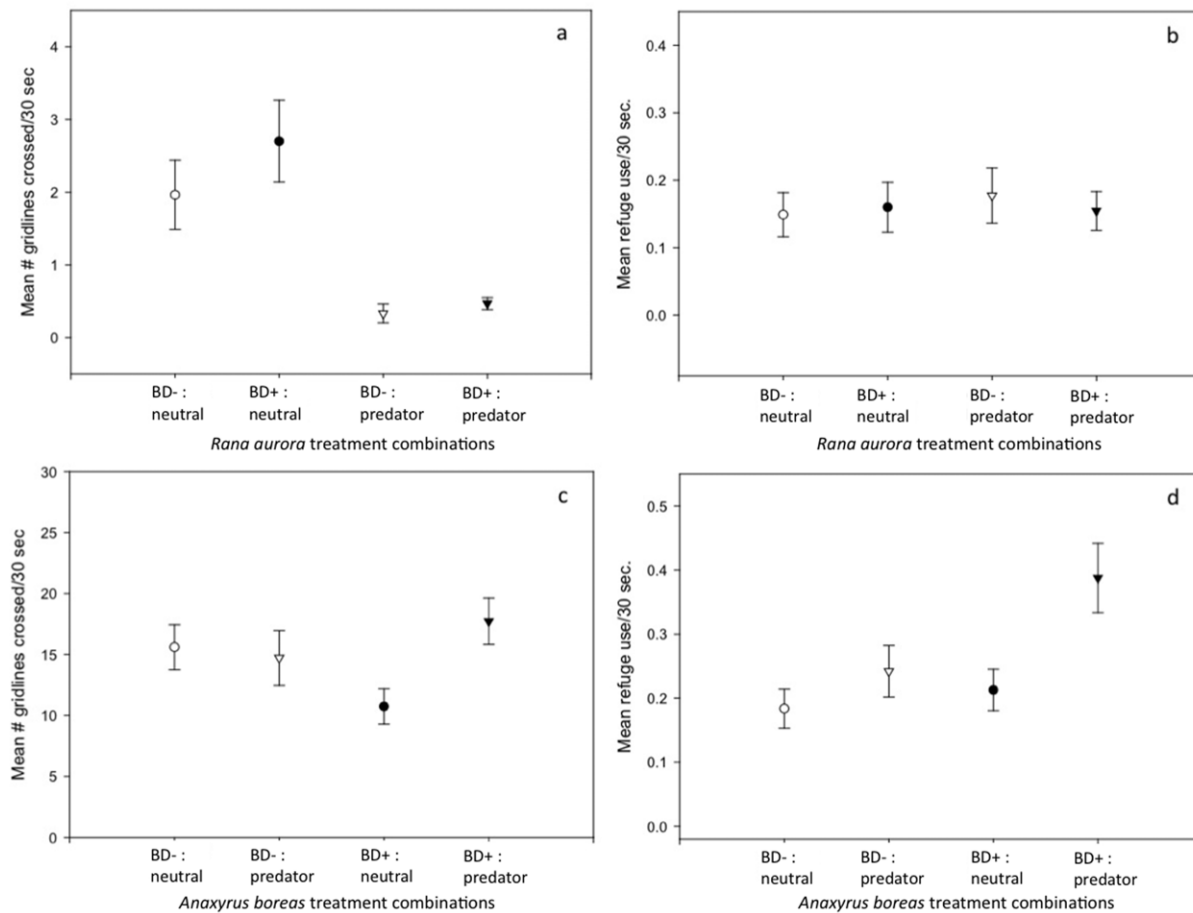 a
4
3
2
1
0
Mean # gridlines crossed/30 sec
BD- : neutral
BD+ : neutral
BD- : predator
BD+ : predator
Rana aurora treatment combinations
b
0.4
0.3
0.2
0.1
0.0
Mean refuge use/30 sec.
BD- : neutral
BD+ : neutral
BD- : predator
BD+ : predator
Rana aurora treatment combinations
c
30
25
20
15
10
5
0
Mean # gridlines crossed/30 sec
BD- : neutral
BD- : predator
BD+ : neutral
BD+ : predator
Anaxyrus boreas treatment combinations
d
0.5
0.4
0.3
0.2
0.1
0.0
Mean refuge use/30 sec.
BD- : neutral
BD- : predator
BD+ : neutral
BD+ : predator
Anaxyrus boreas treatment combinations